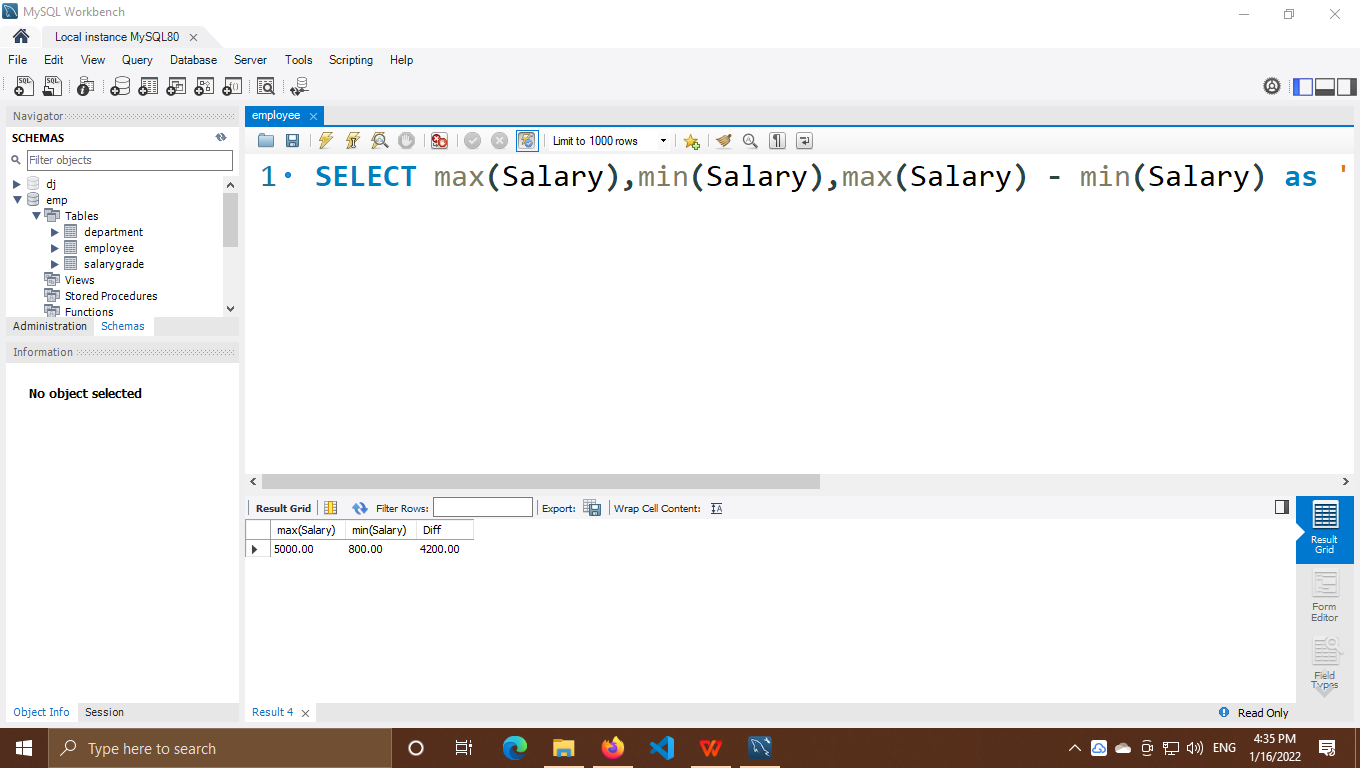 MySQL Workbench
Local instance MySQL80
File Edit View Query Database Server Tools Scripting Help
Navigator
SCHEMAS
Filter objects
dj
emp
Tables
department
employee
salarygrade
Views
Stored Procedures
Functions
Administration Schemas
Information
No object selected
Object Info Session
employee
Limit to 1000 rows
1 SELECT max(Salary),min(Salary),max(Salary) - min(Salary) as '
Result Grid Filter Rows: Export: Wrap Cell Content:
max(Salary) min(Salary) Diff
5000.00 800.00 4200.00
Result
Grid
Form
Editor
Field
Types
Result 4
Read Only
Type here to search
ENG
4:35 PM
1/16/2022